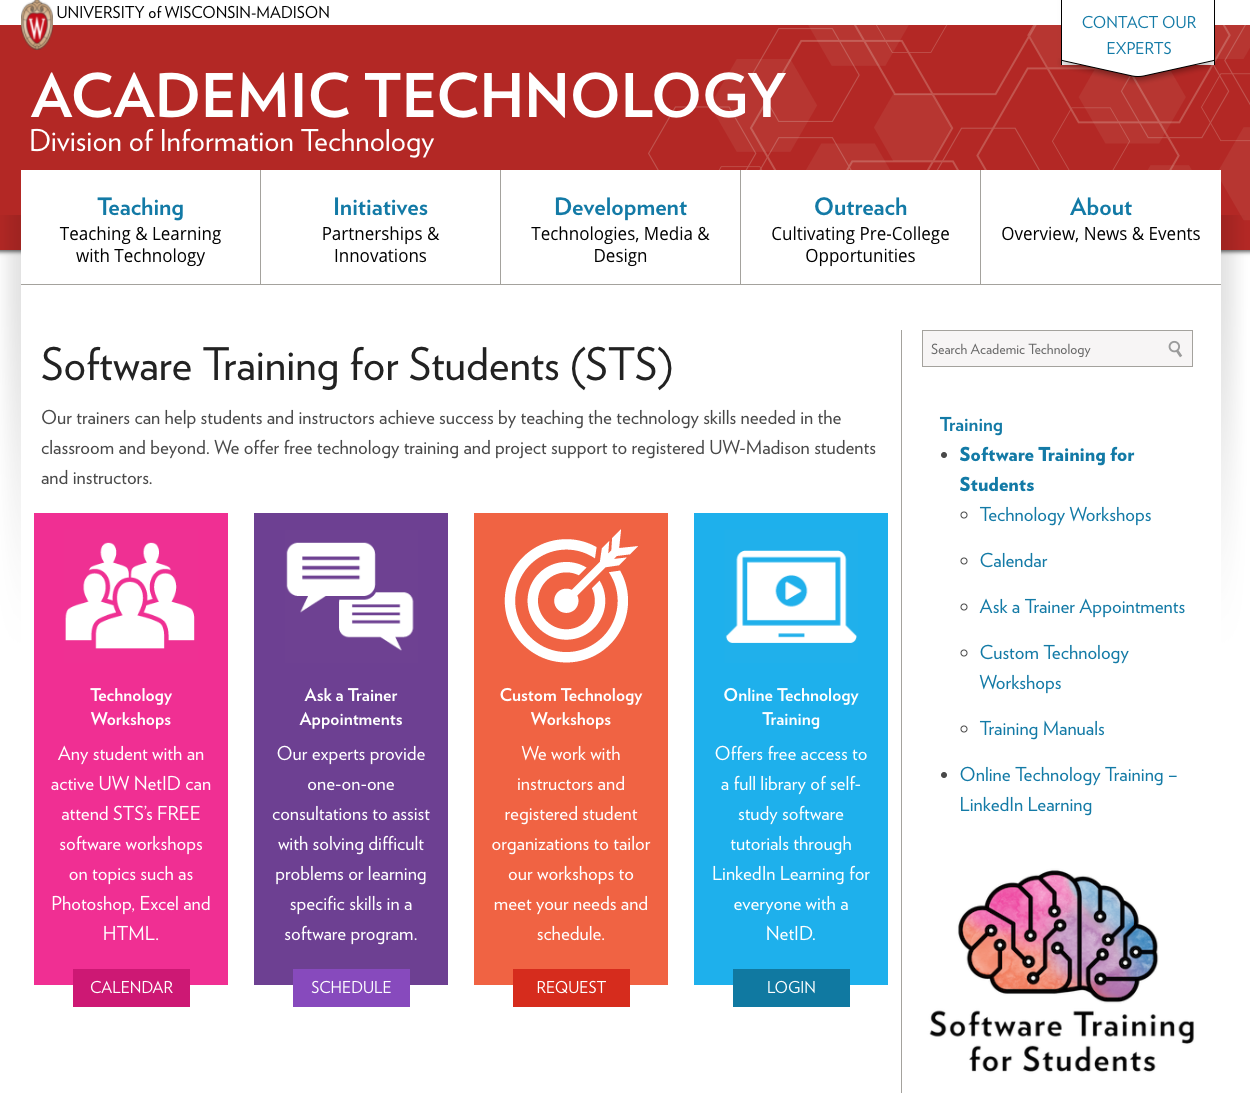 UNIVERSITY of WISCONSIN-MADISON
CONTACT OUR
EXPERTS
W
ACADEMIC TECHNOLOGY
Division of Information Technology
Teaching
Teaching & Learning
with Technology
Initiatives
Partnerships &
Innovations
Development
Technologies, Media &
Design
Outreach
Cultivating Pre-College
Opportunities
About
Overview, News & Events
Software Training for Students (STS)
Our trainers can help students and instructors achieve success by teaching the technology skills needed in the
classroom and beyond. We offer free technology training and project support to registered UW-Madison students
and instructors.
Technology
Workshops
Any student with an
active UW NetID can
attend STS's FREE
software workshops
on topics such as
Photoshop, Excel and
HTML.
CALENDAR
Ask a Trainer
Appointments
Our experts provide
one-on-one
consultations to assist
with solving difficult
problems or learning
specific skills in a
software program.
SCHEDULE
Custom Technology
Workshops
We work with
instructors and
registered student
organizations to tailor
our workshops to
meet your needs and
schedule.
REQUEST
Online Technology
Training
Offers free access to
a full library of self-
study software
tutorials through
LinkedIn Learning for
everyone with a
NetID.
LOGIN
Search Academic Technology
Training
Software Training for
Students
Technology Workshops
Calendar
Ask a Trainer Appointments
Custom Technology
Workshops
Training Manuals
Online Technology Training –
LinkedIn Learning
Software Training
for Students